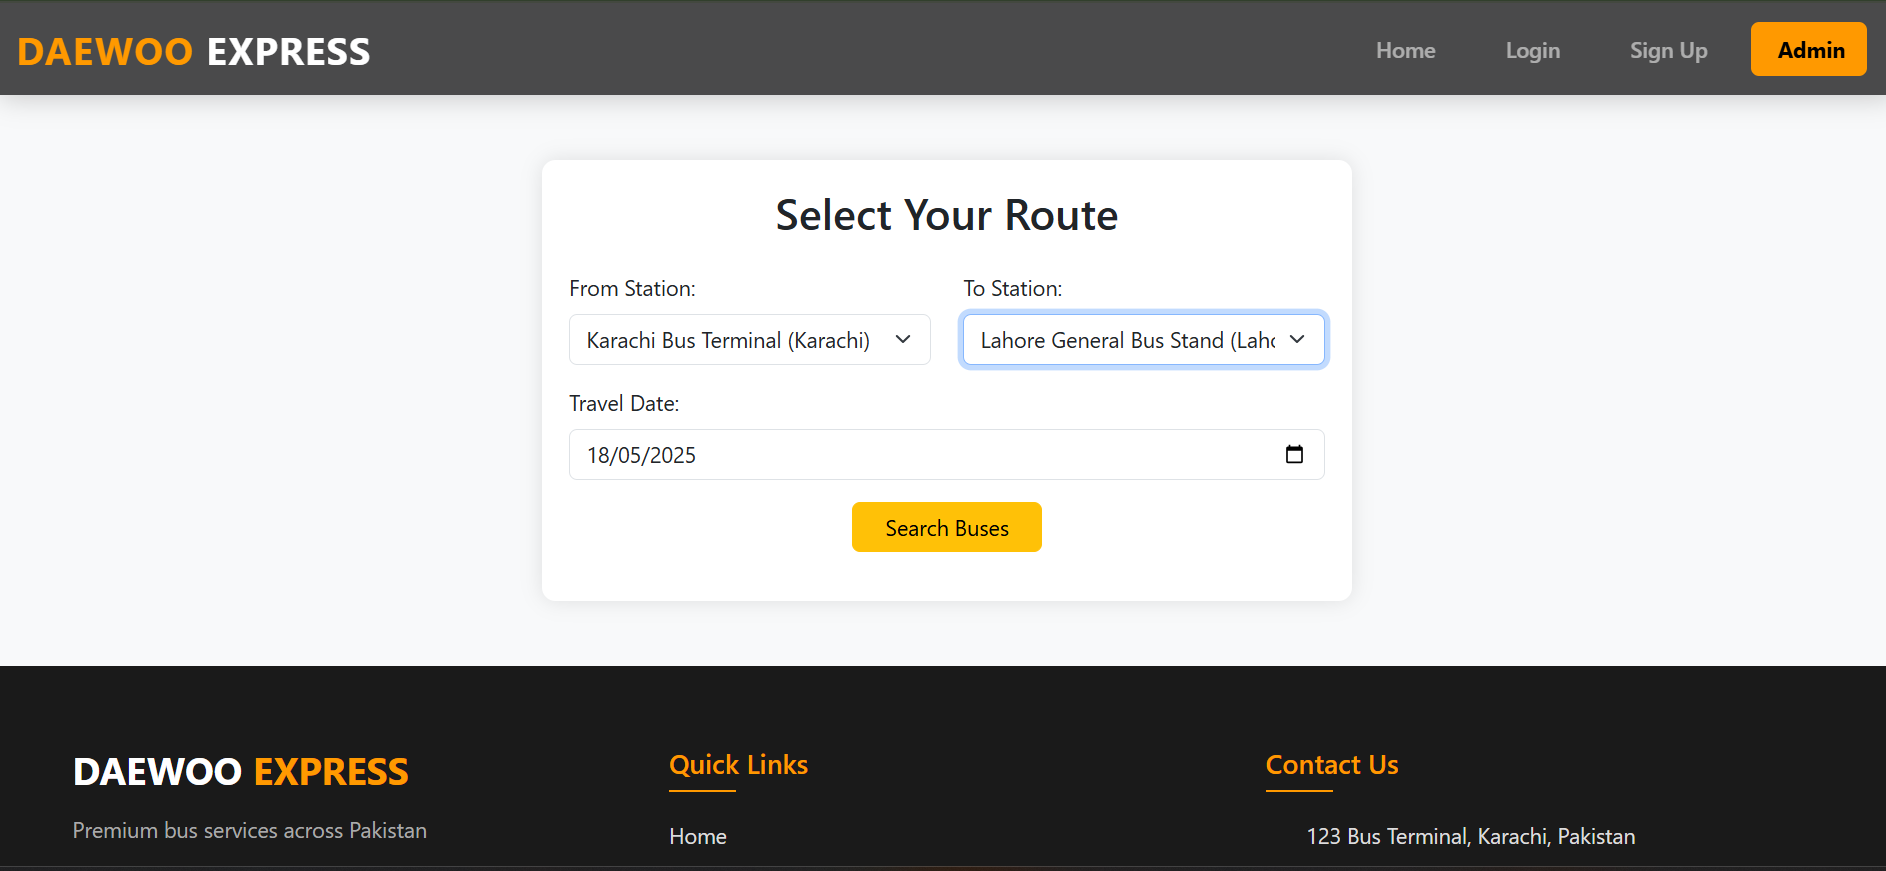 DAEWOO EXPRESS
Home
Login
Sign Up
Admin
Select Your Route
From Station:
To Station:
Karachi Bus Terminal (Karachi)
Lahore General Bus Stand (Laho
Travel Date:
18/05/2025
Search Buses
DAEWOO EXPRESS
Premium bus services across Pakistan
Quick Links
Home
Contact Us
123 Bus Terminal, Karachi, Pakistan